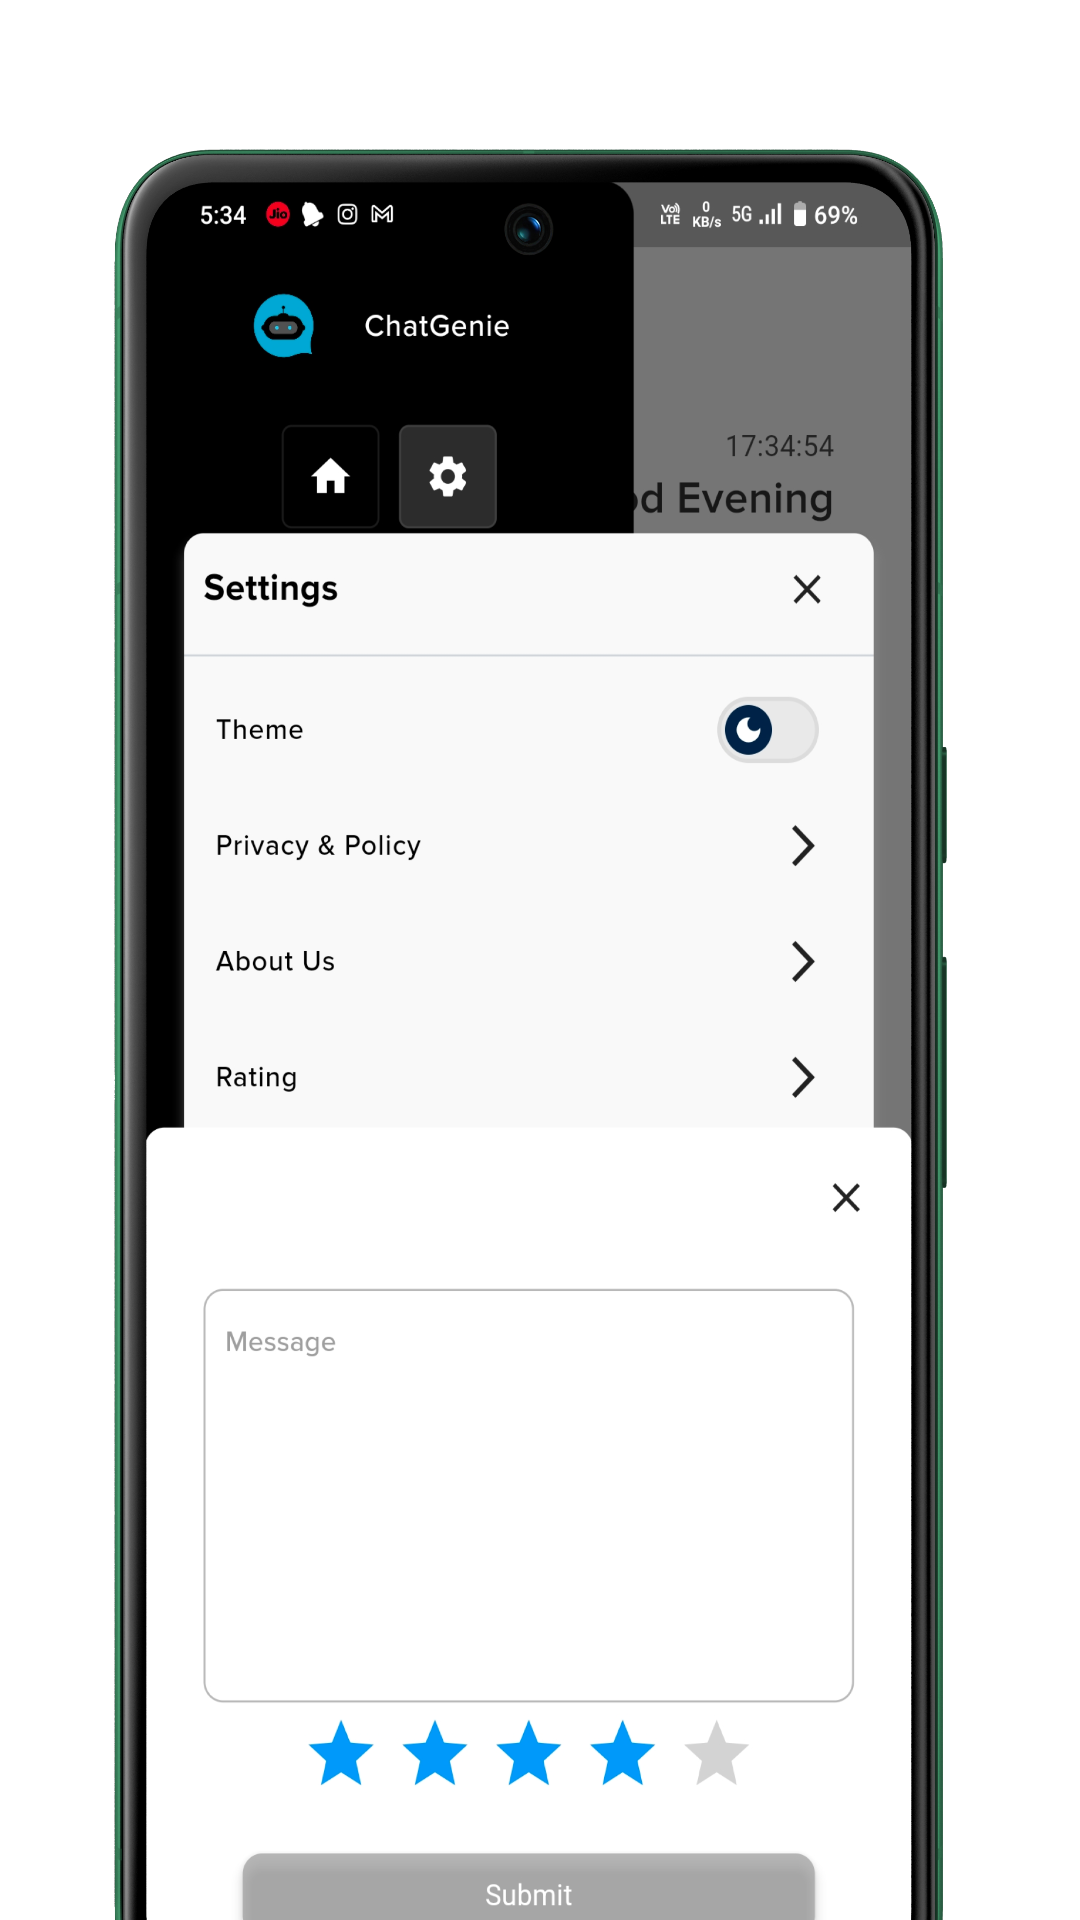 5:34 Jio Vo)) LTE 0 KB/s 5G 69%
ChatGenie
17:34:54
od Evening
Settings
Theme
Privacy & Policy
About Us
Rating
Message
Submit